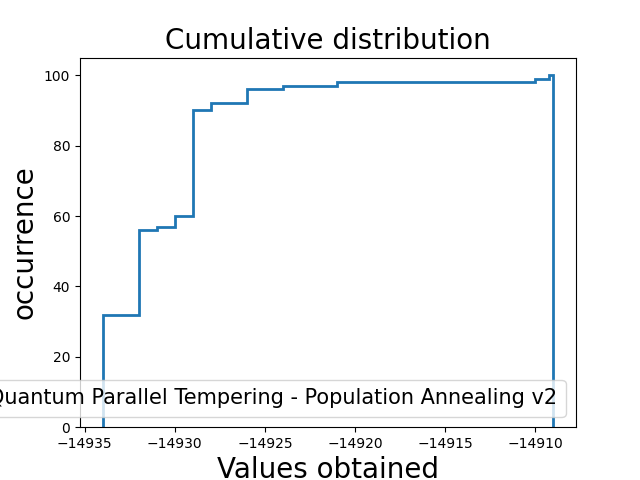 Cumulative distribution
occurrence
100
80
60
40
20
0
Quantum Parallel Tempering - Population Annealing v2
−14935 −14930 −14925 −14920 −14915 −14910
Values obtained